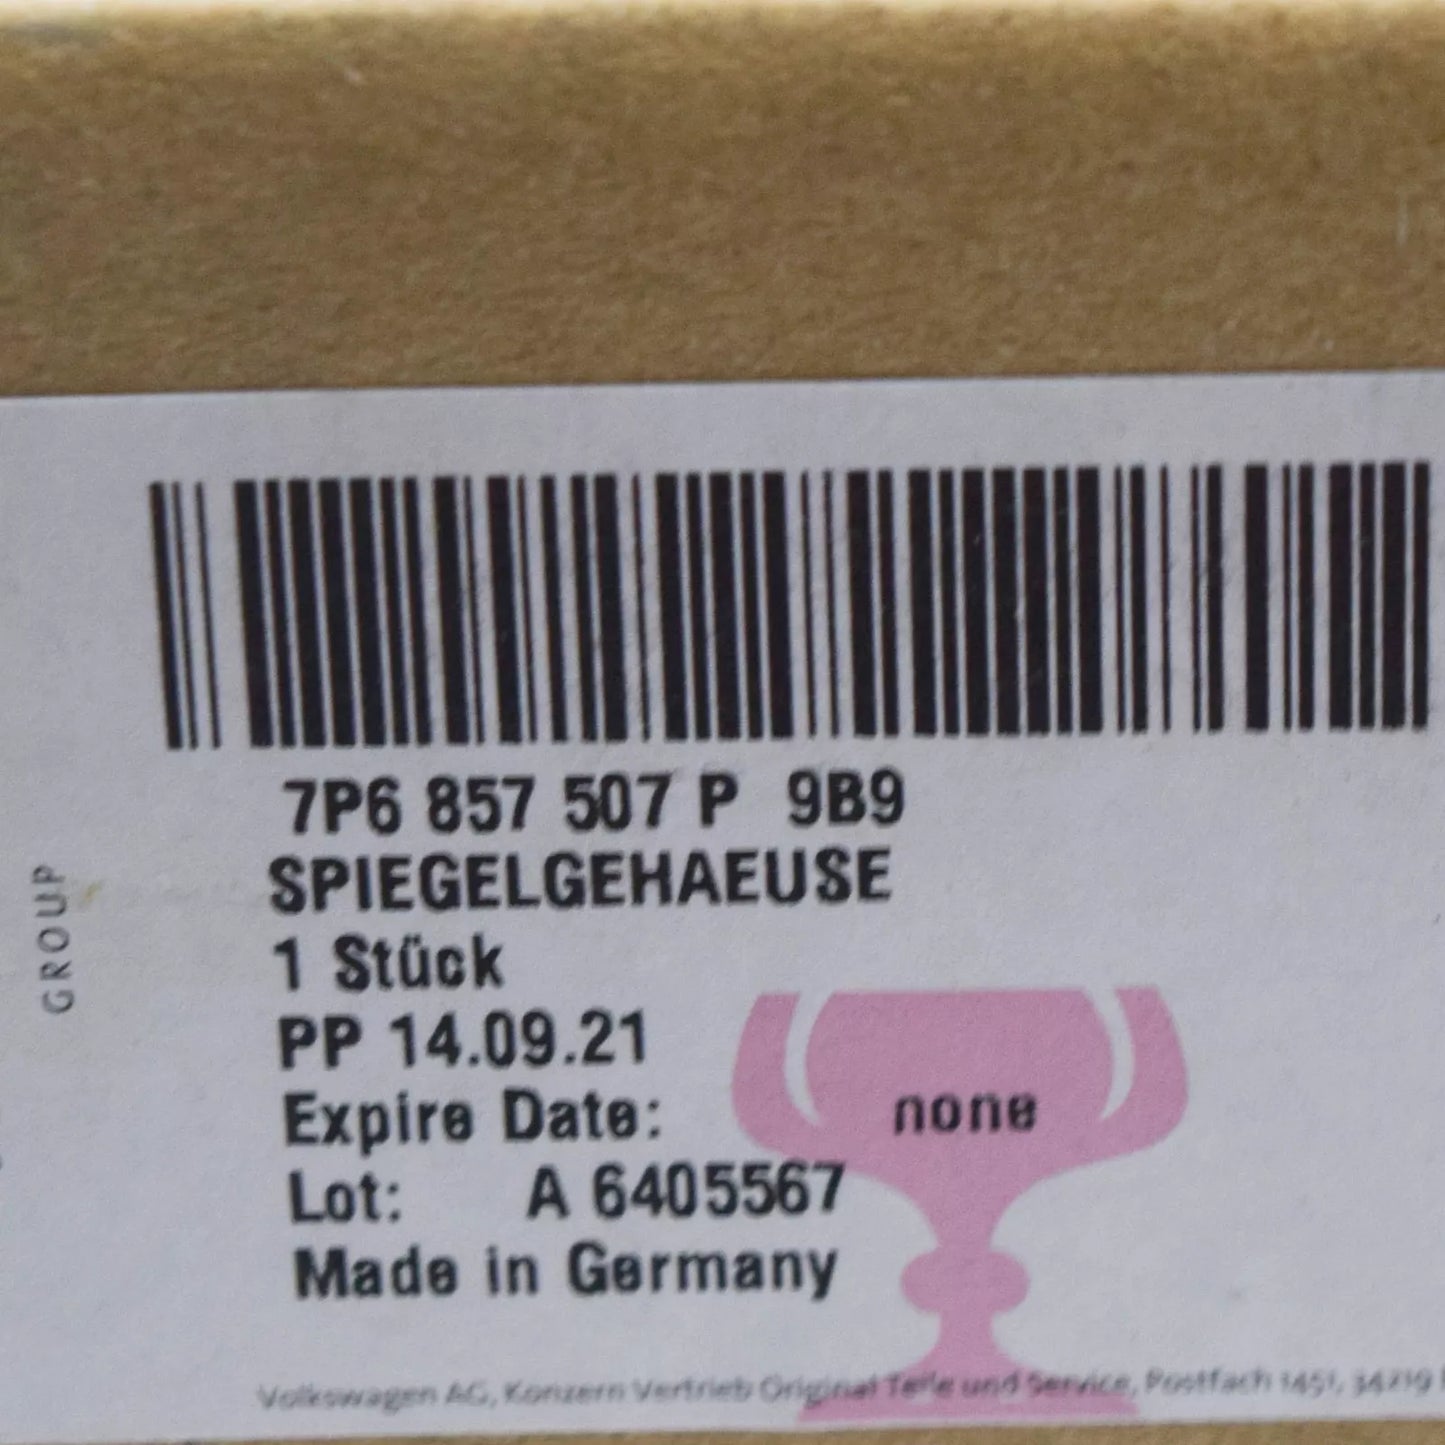 7P6 857 507 P 9B9
SPIEGELGEHAEUSE
1 Stück
PP 14.09.21
Expire Date: none
Lot: A 6405567
Made in Germany
Volkswagen AG, Konzern Vertrieb Original Teile und Service, Postfach 1451, 34219
GROUP